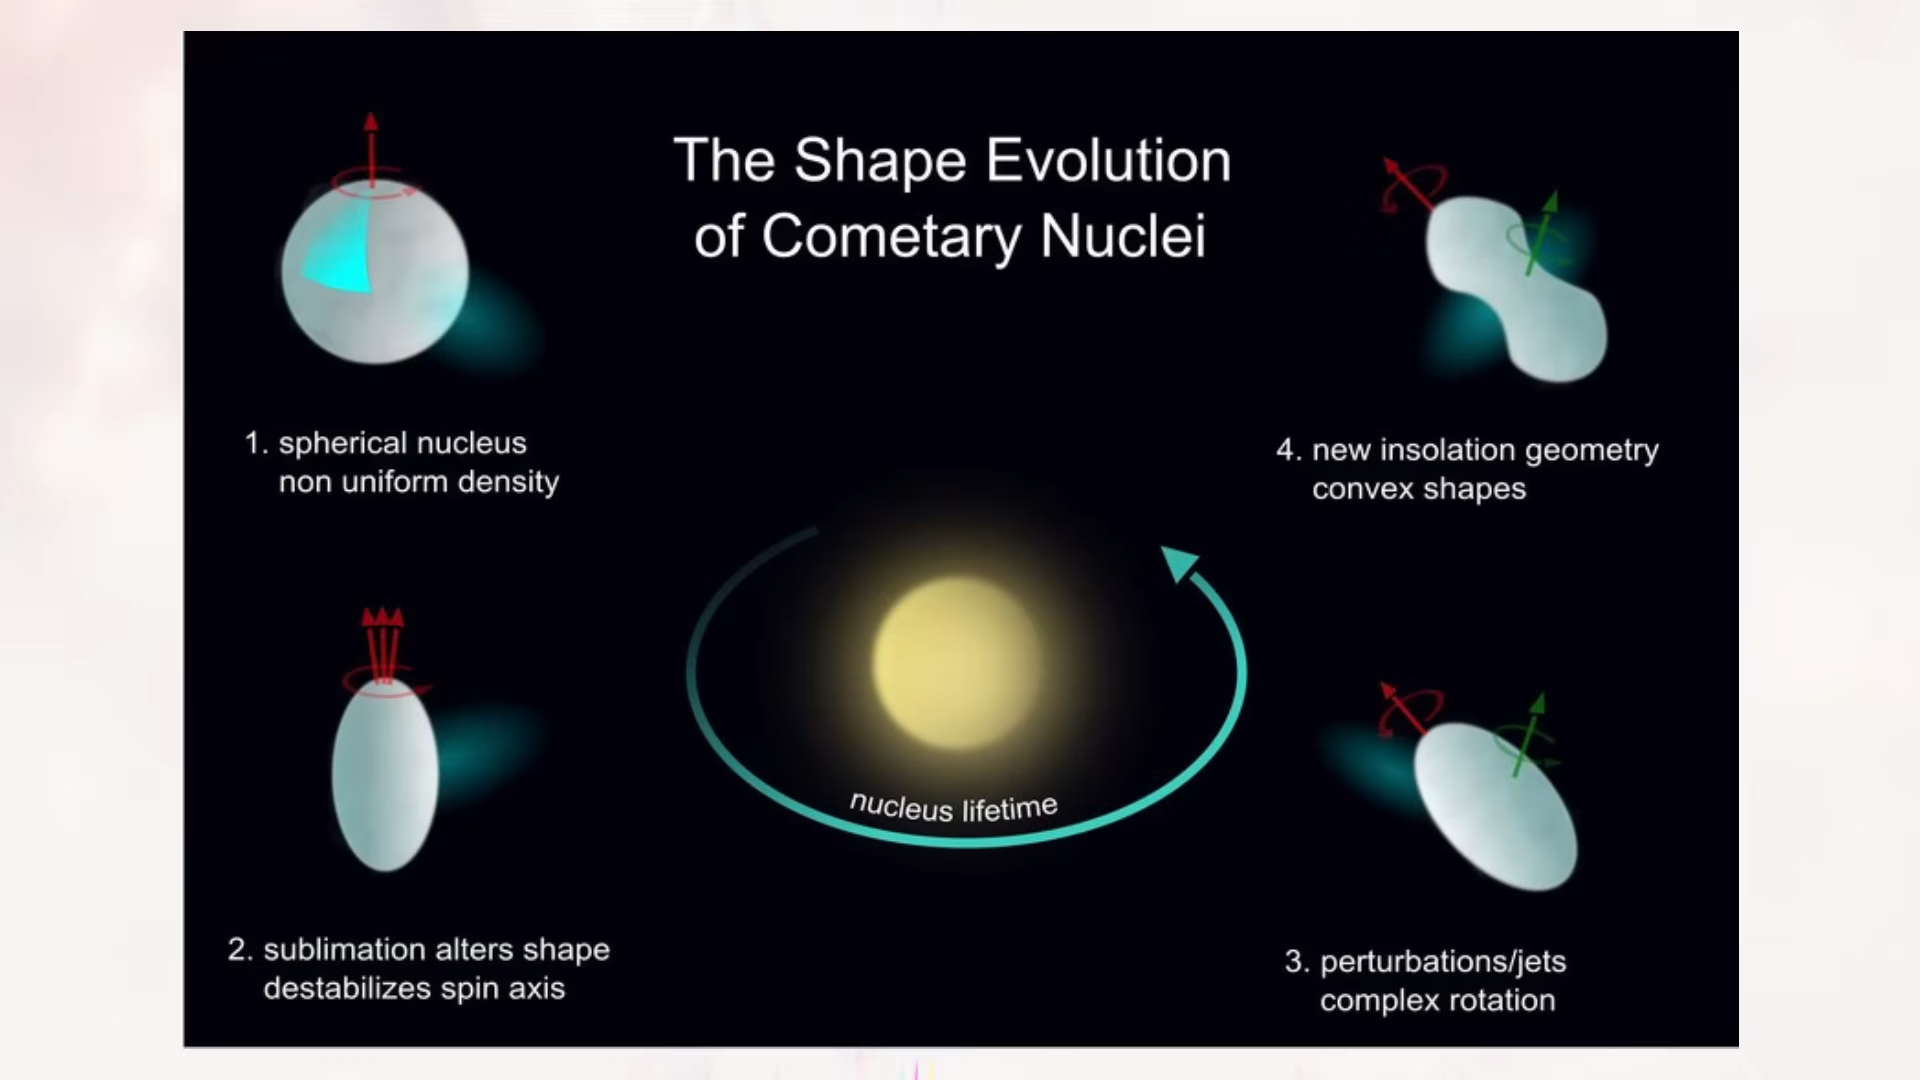 The Shape Evolution
of Cometary Nuclei
1. spherical nucleus
non uniform density
2. sublimation alters shape
destabilizes spin axis
3. perturbations/jets
complex rotation
4. new insolation geometry
convex shapes
nucleus lifetime